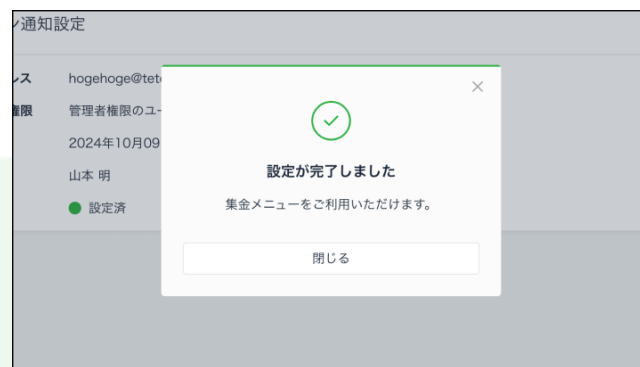 通知設定
レス hogehoge@tet
権限 管理者権限のユー
2024年10月09
山本 明
設定済
設定が完了しました
集金メニューをご利用いただけます。
閉じる